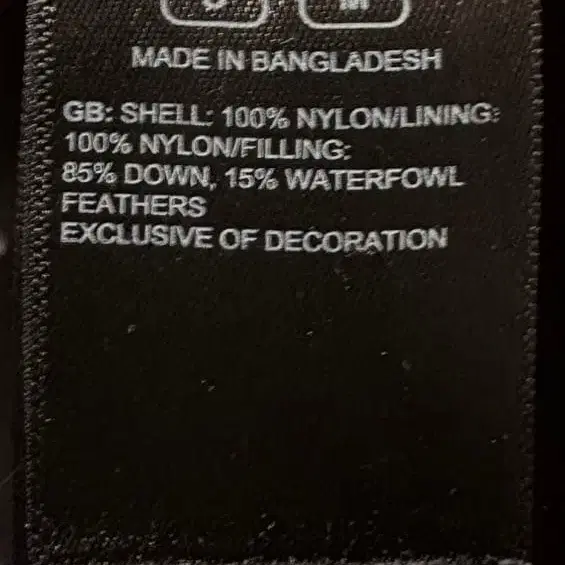 M
MADE IN BANGLADESH
GB: SHELL: 100% NYLON/LINING:
100% NYLON/FILLING:
85% DOWN, 15% WATERFOWL
FEATHERS
EXCLUSIVE OF DECORATION